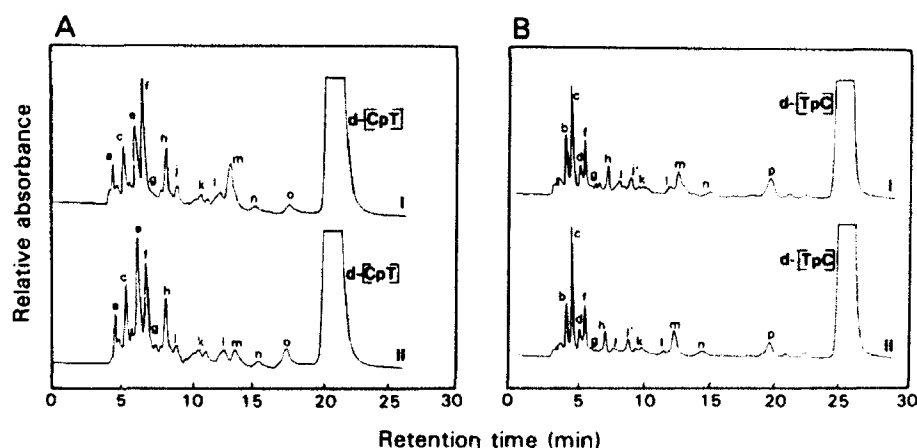 A
f
e
c
a
h
g
j
k
l
m
n
o
d-[CpT]
I
e
f
c
a
h
g
j
k
l
m
n
o
d-[CpT]
II
B
c
b
d
f
g
h
i
j
k
l
m
n
p
d-[TpC]
I
c
b
d
f
g
h
i
j
k
l
m
n
p
d-[TpC]
II
Relative absorbance
0 5 10 15 20 25 30
0 5 10 15 20 25 30
Retention time (min)